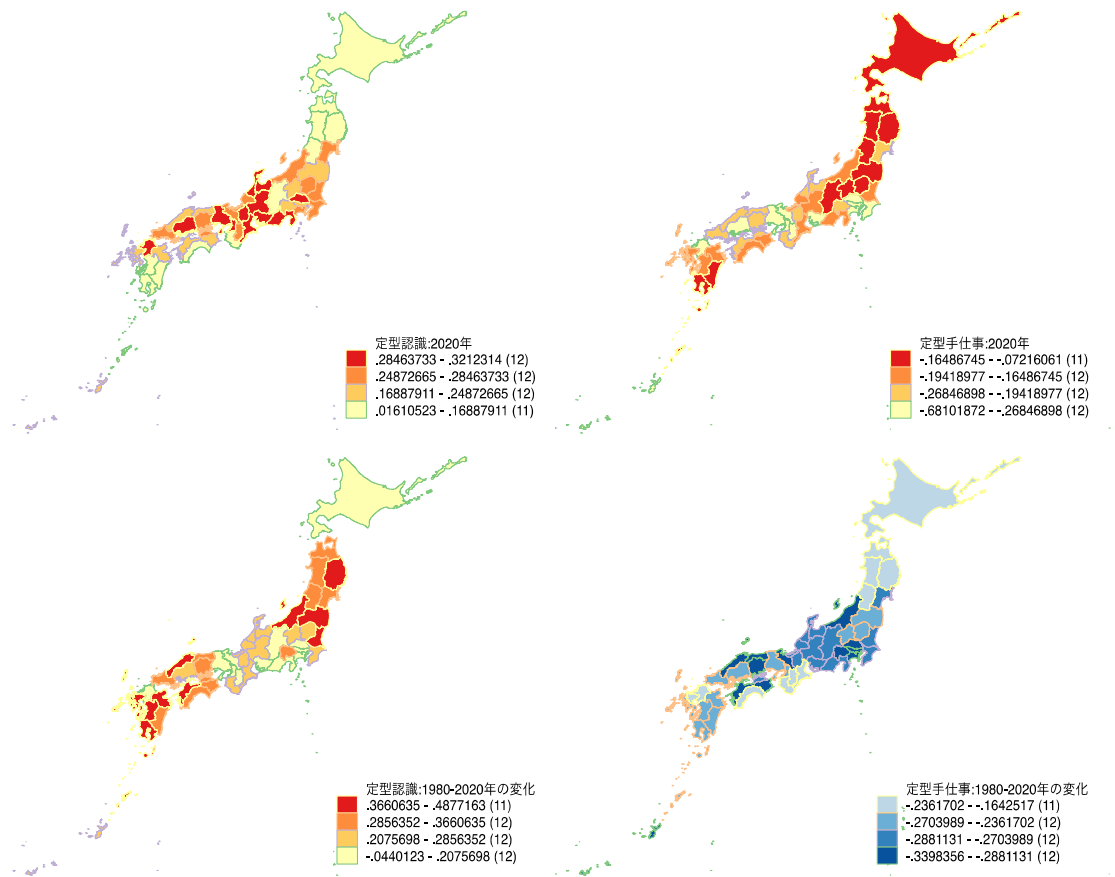 定型認識:2020年
.28463733 - .3212314 (12)
.24872665 - .28463733 (12)
.16887911 - .24872665 (12)
.01610523 - .16887911 (11)
定型手仕事:2020年
-.16486745 - -.07216061 (11)
-.19418977 - -.16486745 (12)
-.26846898 - -.19418977 (12)
-.68101872 - -.26846898 (12)
定型認識:1980-2020年の変化
.3660635 - .4877163 (11)
.2856352 - .3660635 (12)
.2075698 - .2856352 (12)
-.0440123 - .2075698 (12)
定型手仕事:1980-2020年の変化
-.2361702 - -.1642517 (11)
-.2703989 - -.2361702 (12)
-.2881131 - -.2703989 (12)
-.3398356 - -.2881131 (12)